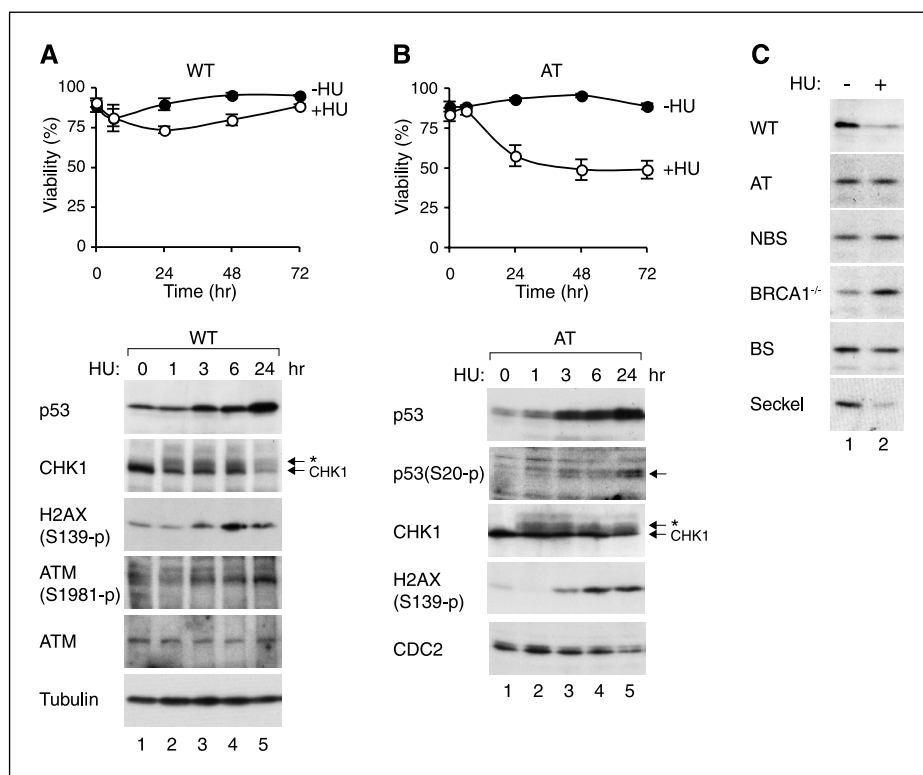 A
WT
100
75
50
25
0
Viability (%)
-HU
+HU
0 24 48 72
Time (hr)
WT
HU: 0 1 3 6 24 hr
p53
CHK1
*
CHK1
H2AX
(S139-p)
ATM
(S1981-p)
ATM
Tubulin
1 2 3 4 5
B
AT
100
75
50
25
0
Viability (%)
-HU
+HU
0 24 48 72
Time (hr)
AT
HU: 0 1 3 6 24 hr
p53
p53(S20-p)
CHK1
*
CHK1
H2AX
(S139-p)
CDC2
1 2 3 4 5
C
HU: - +
WT
AT
NBS
BRCA1-/-
BS
Seckel
1 2